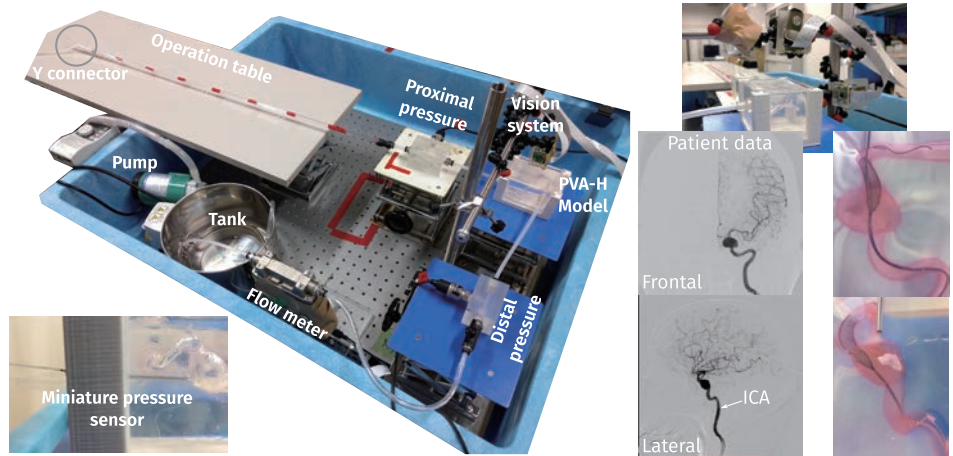 Operation table
Y connector
Proximal
pressure
Vision
system
Pump
PVA-H
Model
Tank
Flow meter
Distal
pressure
Miniature pressure
sensor
Patient data
Frontal
ICA
Lateral